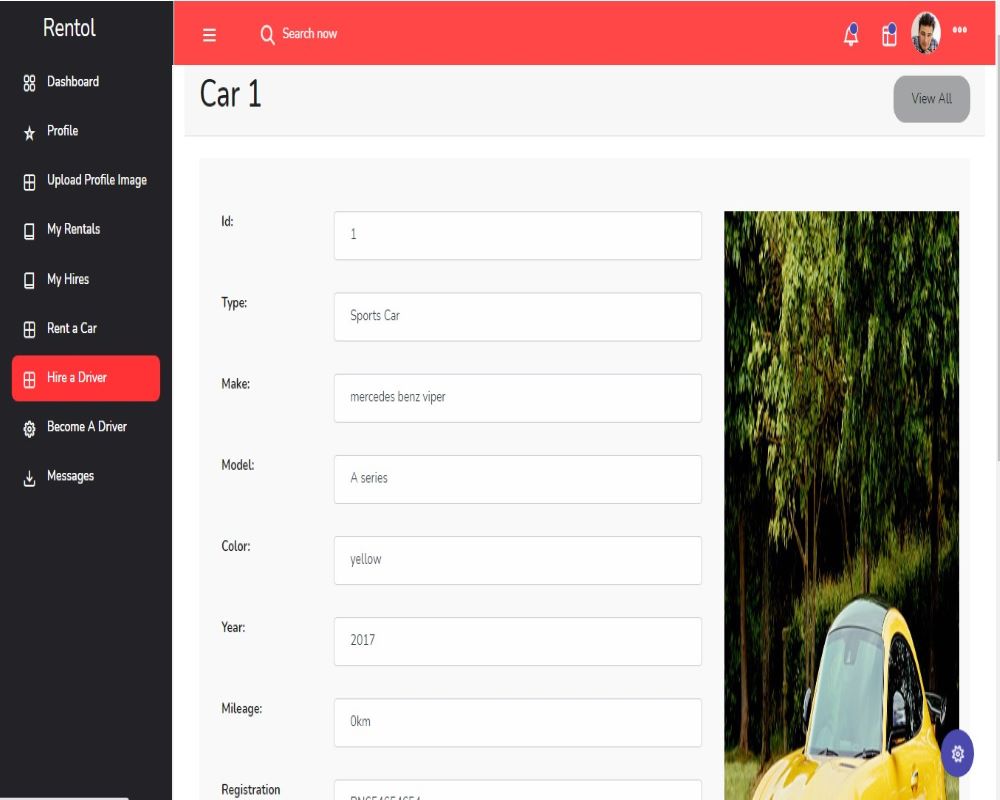 Rentol
Search now
Dashboard
Profile
Upload Profile Image
My Rentals
My Hires
Rent a Car
Hire a Driver
Become A Driver
Messages
Car 1
View All
Id:
1
Type:
Sports Car
Make:
mercedes benz viper
Model:
A series
Color:
yellow
Year:
2017
Mileage:
0km
Registration